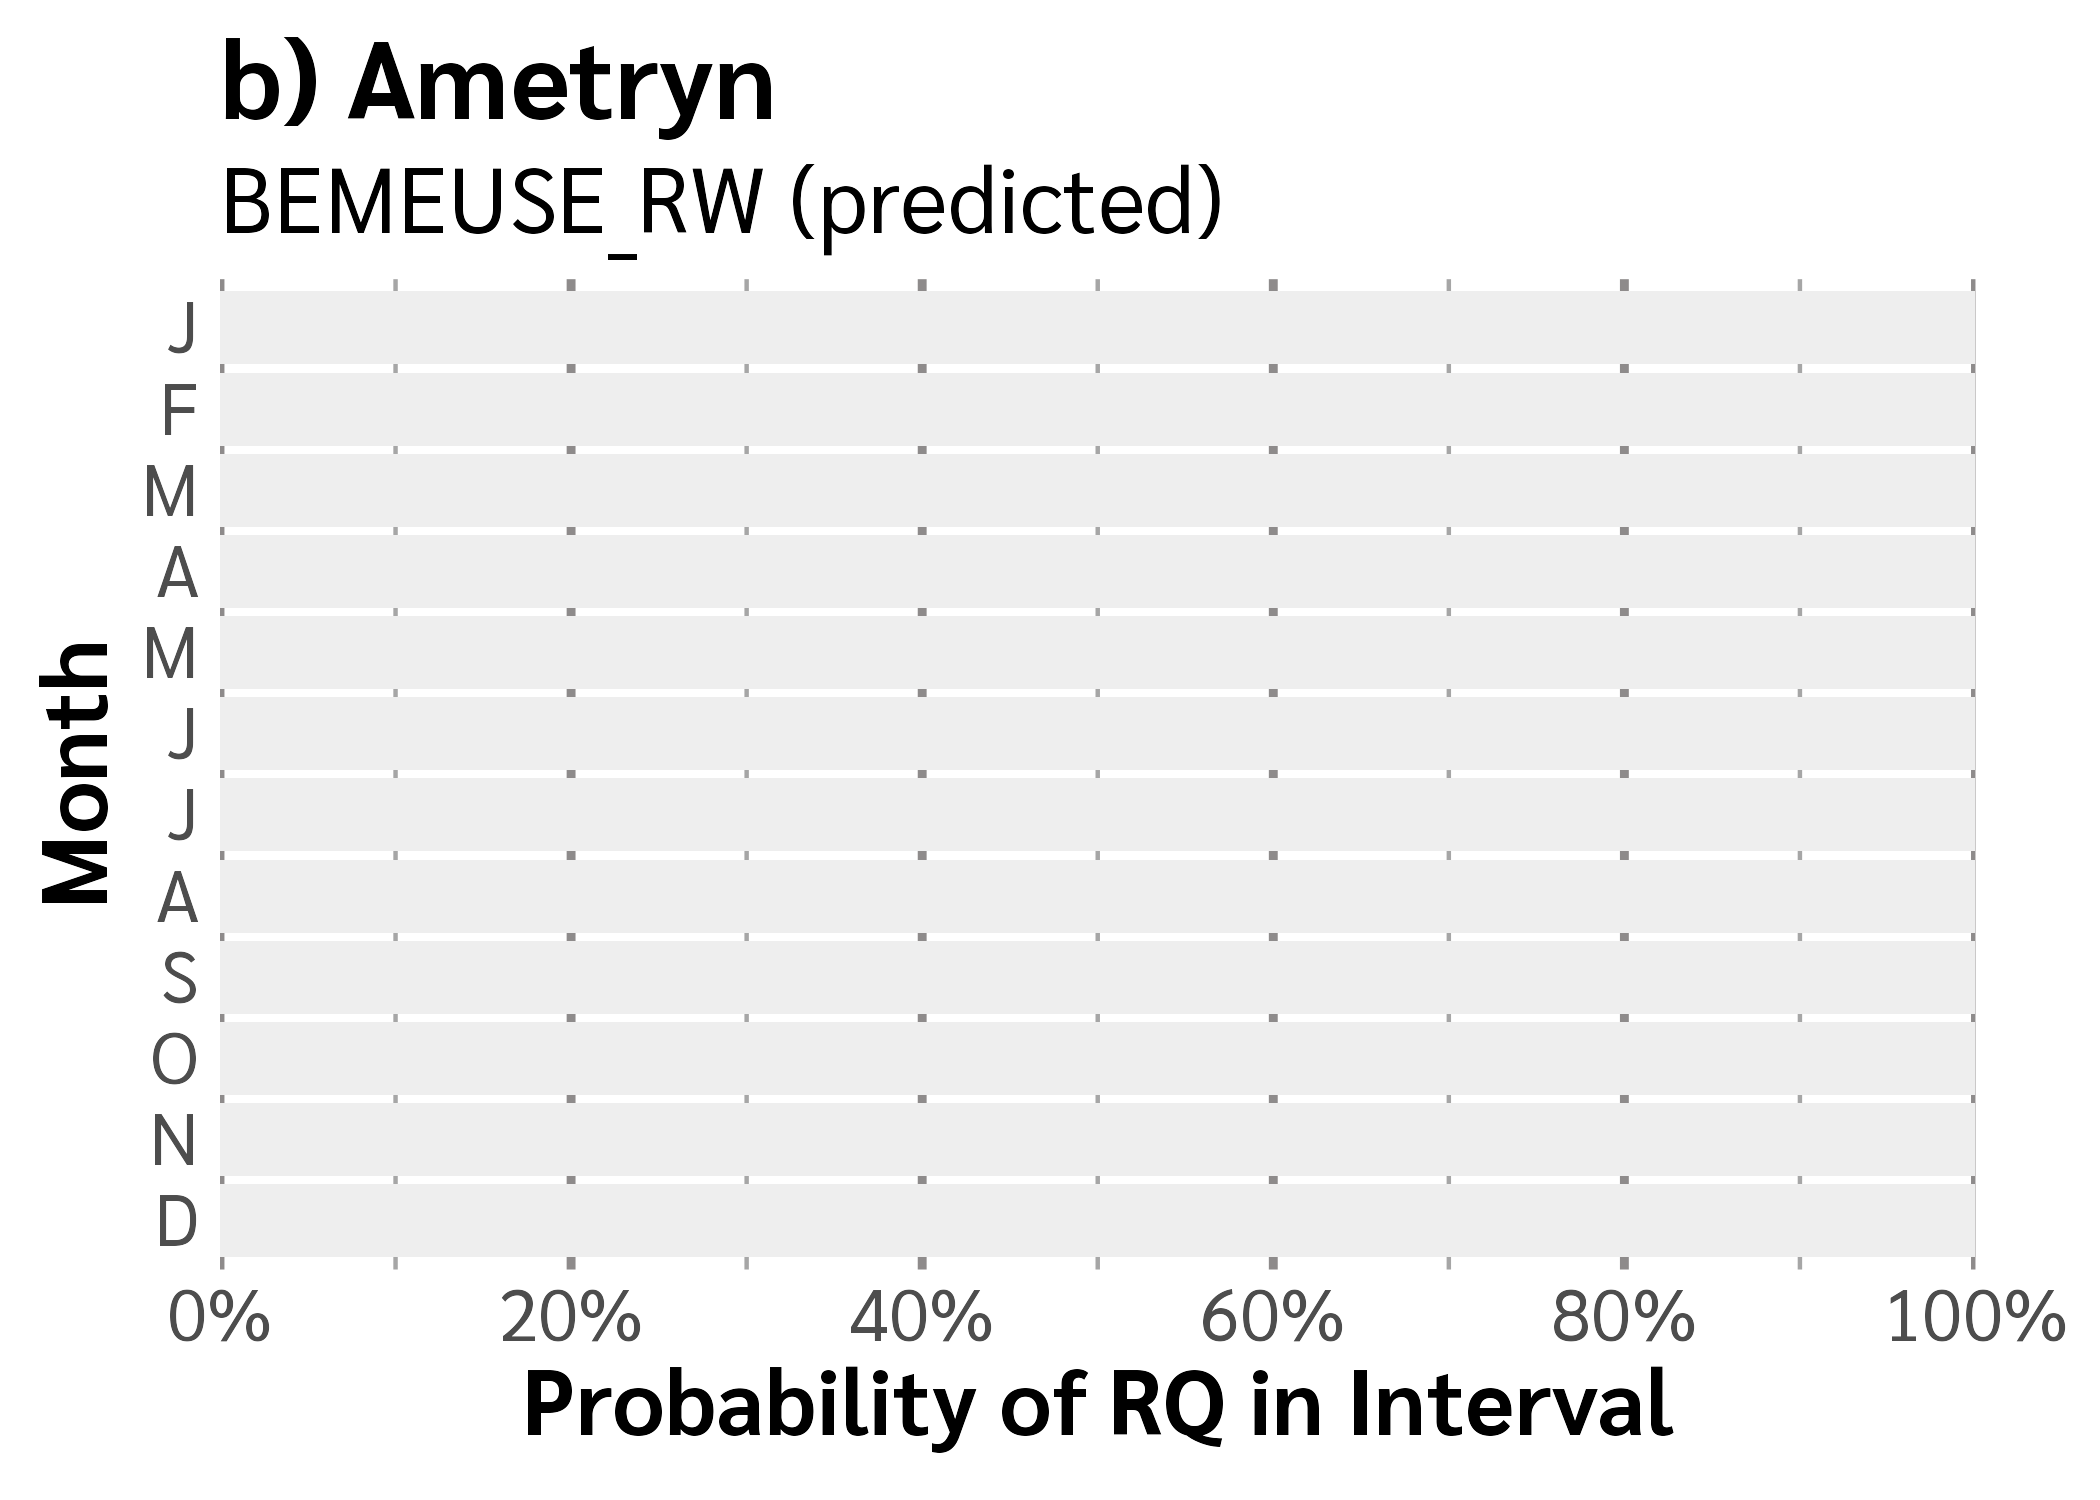 b) Ametryn
BEMEUSE_RW (predicted)
Month
J
F
M
A
M
J
J
A
S
O
N
D
0% 20% 40% 60% 80% 100%
Probability of RQ in Interval